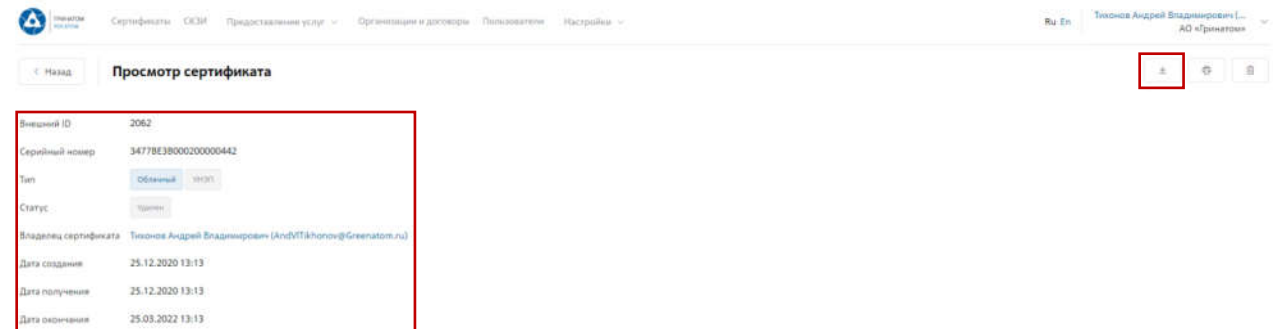 ГРИНАТОМ
РОСАТОМ
Сертификаты СКЗИ Предоставление услуг Организации и договоры Пользователи Настройки
Ru En
Тихонов Андрей Владимирович (...
АО «Гринатом»
< Назад
Просмотр сертификата
Внешний ID 2062
Серийный номер 3477BE3B000200000442
Тип Облачный УНЭП
Статус Удален
Владелец сертификата Тихонов Андрей Владимирович (AndVlTikhonov@Greenatom.ru)
Дата создания 25.12.2020 13:13
Дата получения 25.12.2020 13:13
Дата окончания 25.03.2022 13:13